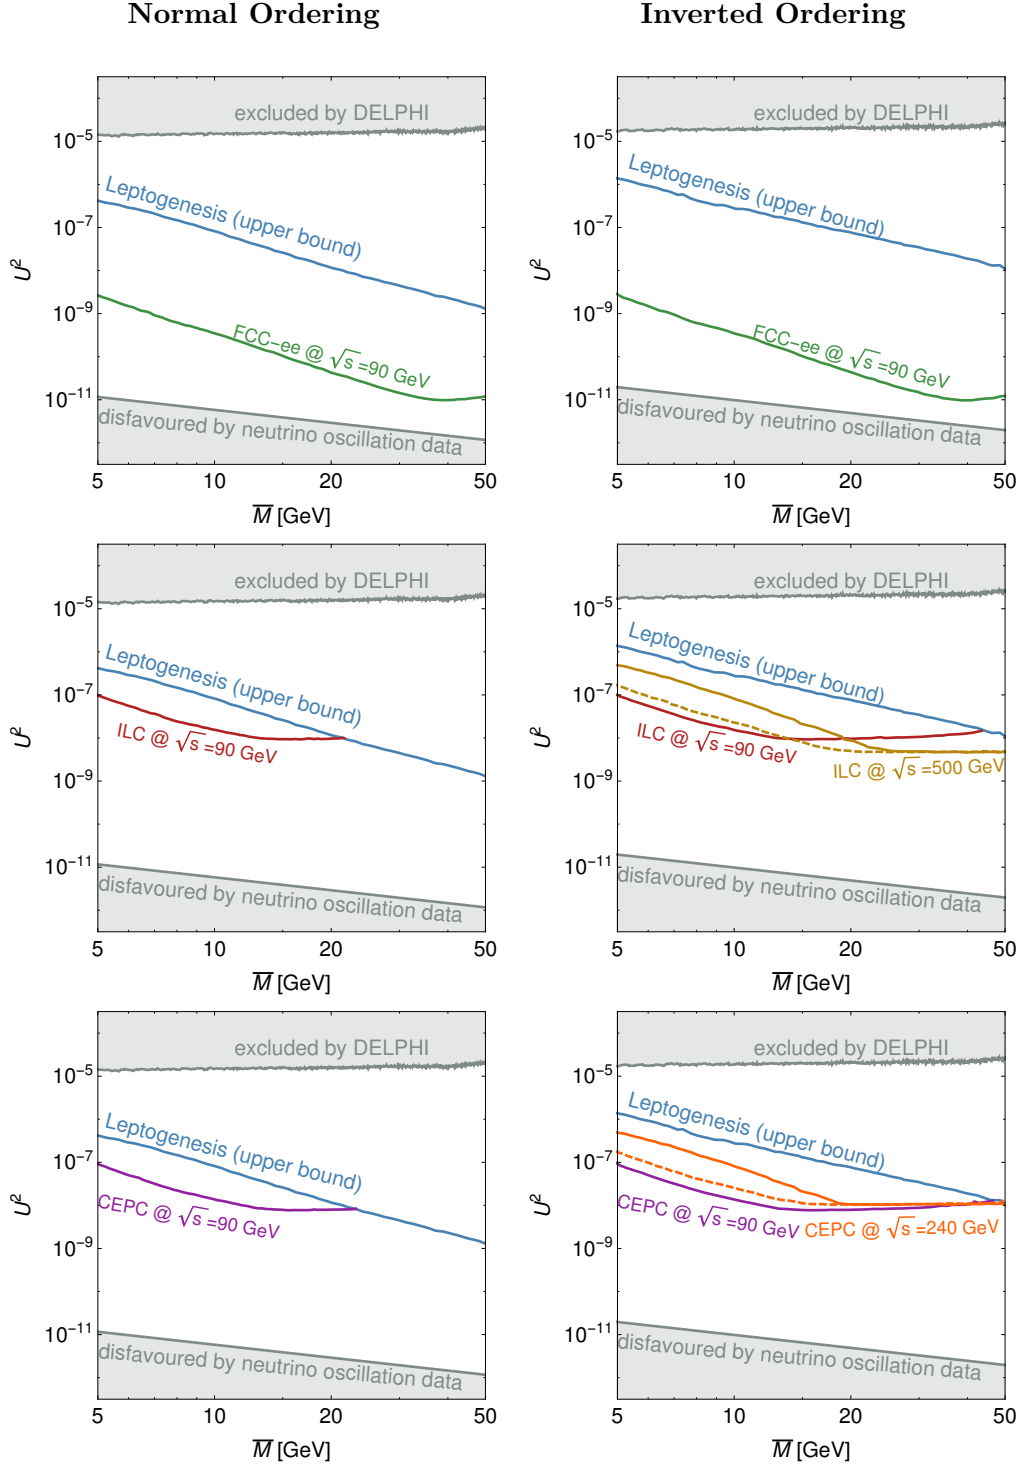 Normal Ordering
Inverted Ordering
excluded by DELPHI
Leptogenesis (upper bound)
FCC-ee @ √s =90 GeV
disfavoured by neutrino oscillation data
10⁻⁵
10⁻⁷
10⁻⁹
10⁻¹¹
U²
5
10
20
50
M̅ [GeV]
excluded by DELPHI
Leptogenesis (upper bound)
FCC-ee @ √s =90 GeV
disfavoured by neutrino oscillation data
10⁻⁵
10⁻⁷
10⁻⁹
10⁻¹¹
U²
5
10
20
50
M̅ [GeV]
excluded by DELPHI
Leptogenesis (upper bound)
ILC @ √s =90 GeV
disfavoured by neutrino oscillation data
10⁻⁵
10⁻⁷
10⁻⁹
10⁻¹¹
U²
5
10
20
50
M̅ [GeV]
excluded by DELPHI
Leptogenesis (upper bound)
ILC @ √s =90 GeV
ILC @ √s =500 GeV
disfavoured by neutrino oscillation data
10⁻⁵
10⁻⁷
10⁻⁹
10⁻¹¹
U²
5
10
20
50
M̅ [GeV]
excluded by DELPHI
Leptogenesis (upper bound)
CEPC @ √s =90 GeV
disfavoured by neutrino oscillation data
10⁻⁵
10⁻⁷
10⁻⁹
10⁻¹¹
U²
5
10
20
50
M̅ [GeV]
excluded by DELPHI
Leptogenesis (upper bound)
CEPC @ √s =90 GeV
CEPC @ √s =240 GeV
disfavoured by neutrino oscillation data
10⁻⁵
10⁻⁷
10⁻⁹
10⁻¹¹
U²
5
10
20
50
M̅ [GeV]